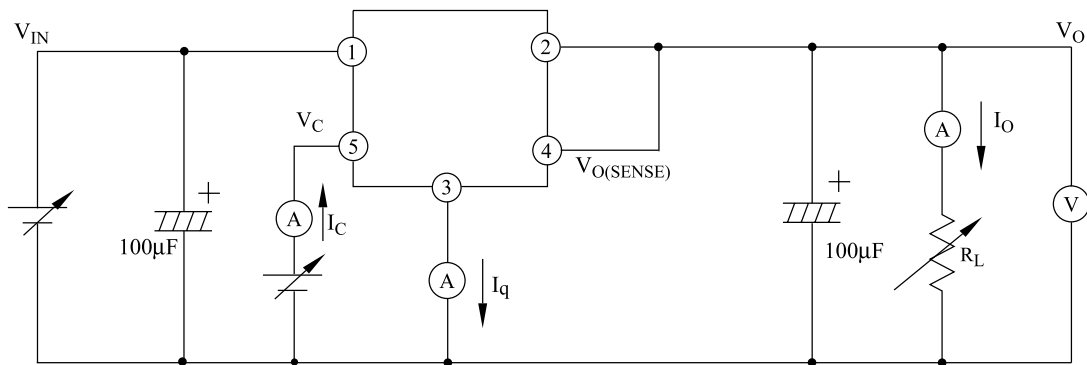 V_IN
V_O
1
2
V_C
A
I_O
5
4
V_O(SENSE)
3
+
+
A
I_C
V
100μF
100μF
R_L
A
I_q